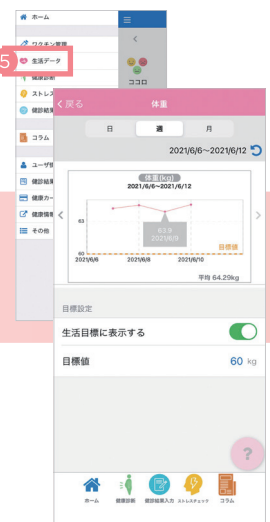 ホーム
ワクチン管理
5
生活データ
健康診断
ストレス
健診結果
コラム
ユーザ情
健診結果
健康カー
健康情報
その他
ココロ
戻る
体重
日
週
月
2021/6/6~2021/6/12
体重(kg)
2021/6/6~2021/6/12
63
63.9
2021/6/9
目標値
60
2021/6/6
2021/6/8
2021/6/10
平均 64.29kg
目標設定
生活目標に表示する
目標値
60 kg
?
ホーム
健康診断
健診結果入力
ストレスチェック
コラム